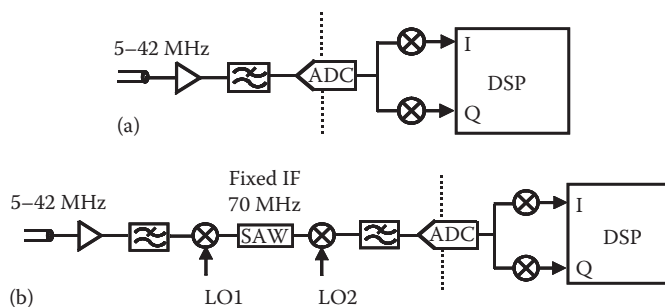 5–42 MHz
ADC
I
DSP
Q
(a)
Fixed IF
5–42 MHz
70 MHz
SAW
ADC
I
DSP
Q
(b)
LO1
LO2